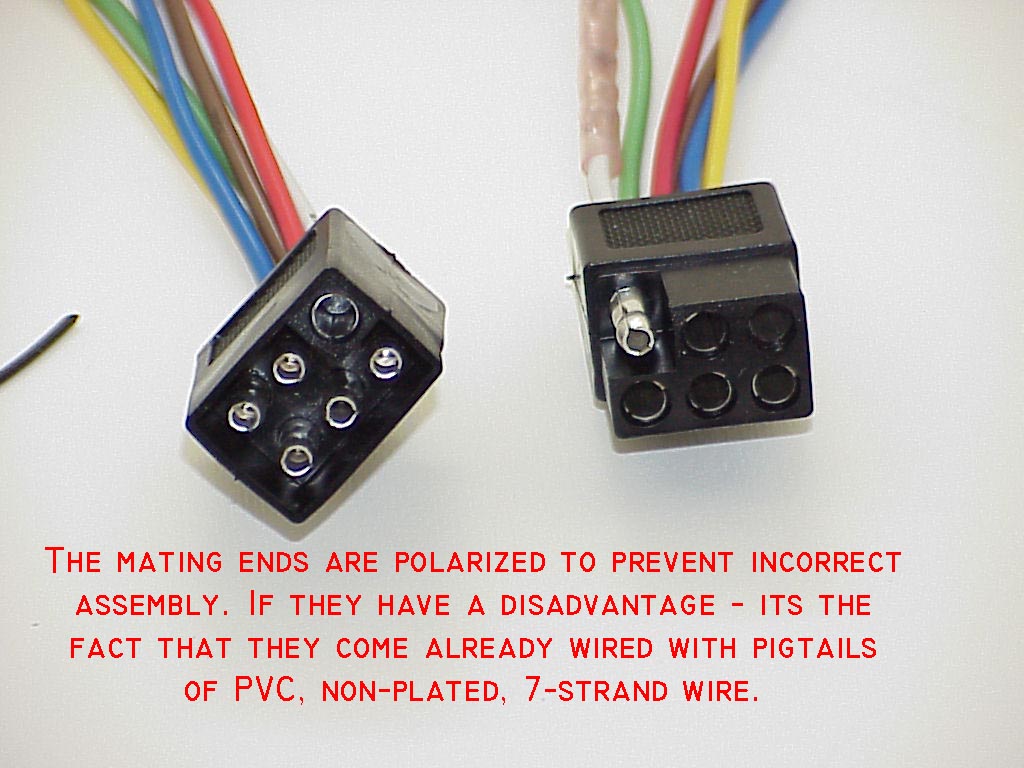 The mating ends are polarized to prevent incorrect
assembly. If they have a disadvantage - its the
fact that they come already wired with pigtails
of PVC, non-plated, 7-strand wire.